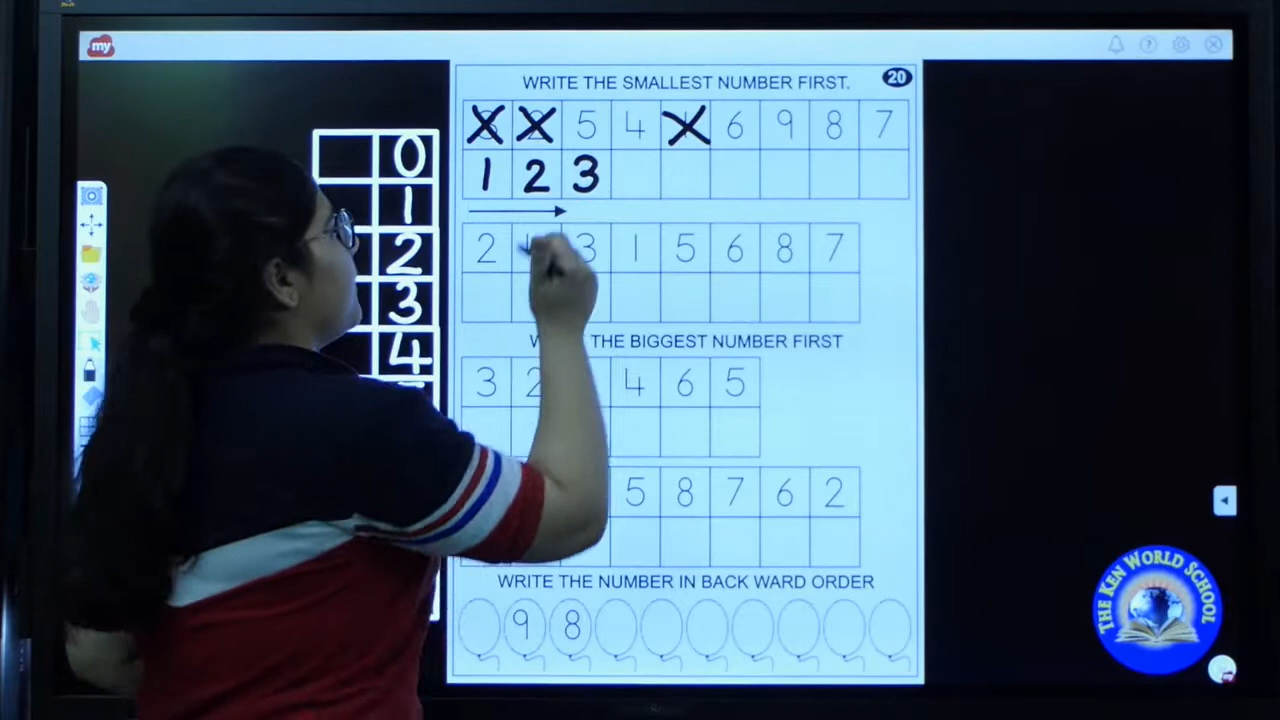 my
WRITE THE SMALLEST NUMBER FIRST. 20
5 4 6 9 8 7
1 2 3
2 3 1 5 6 8 7
THE BIGGEST NUMBER FIRST
3 2 4 6 5
5 8 7 6 2
WRITE THE NUMBER IN BACK WARD ORDER
9 8
0
1
2
3
4
THE KEN WORLD SCHOOL